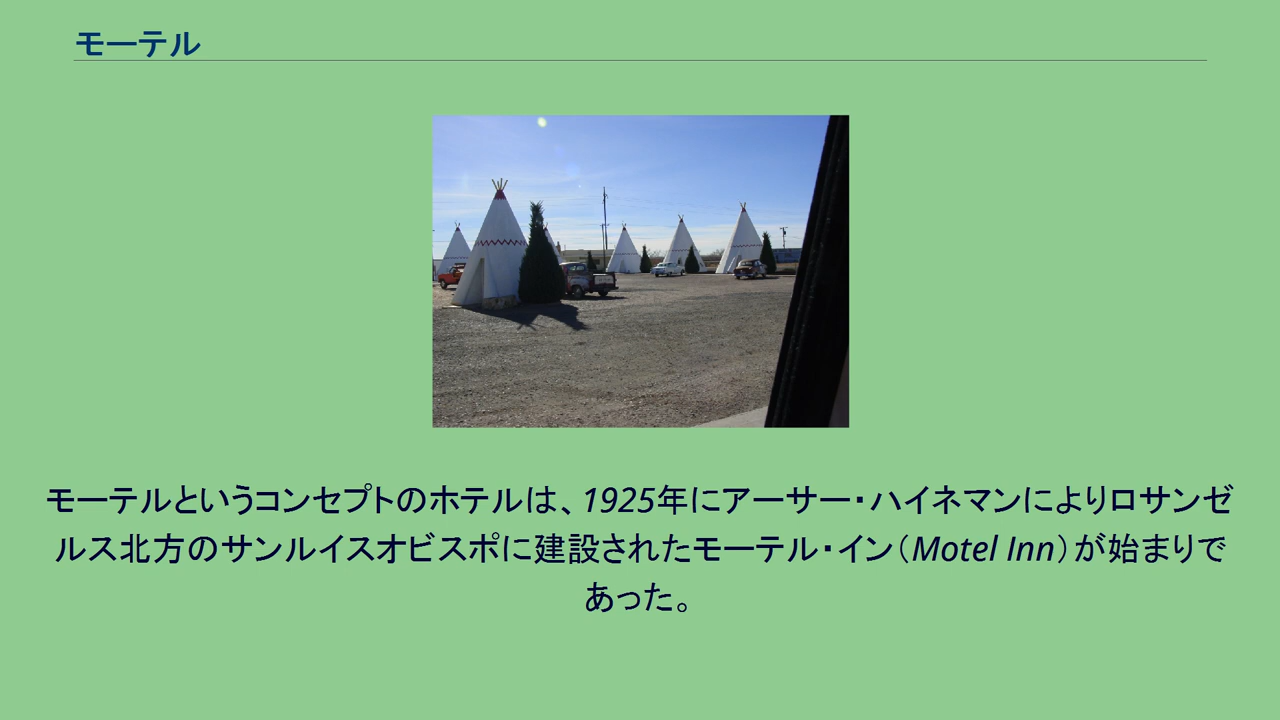 モーテル
モーテルというコンセプトのホテルは、1925年にアーサー・ハイネマンによりロサンゼ
ルス北方のサンルイスオビスポに建設されたモーテル・イン（Motel Inn）が始まりで
あった。